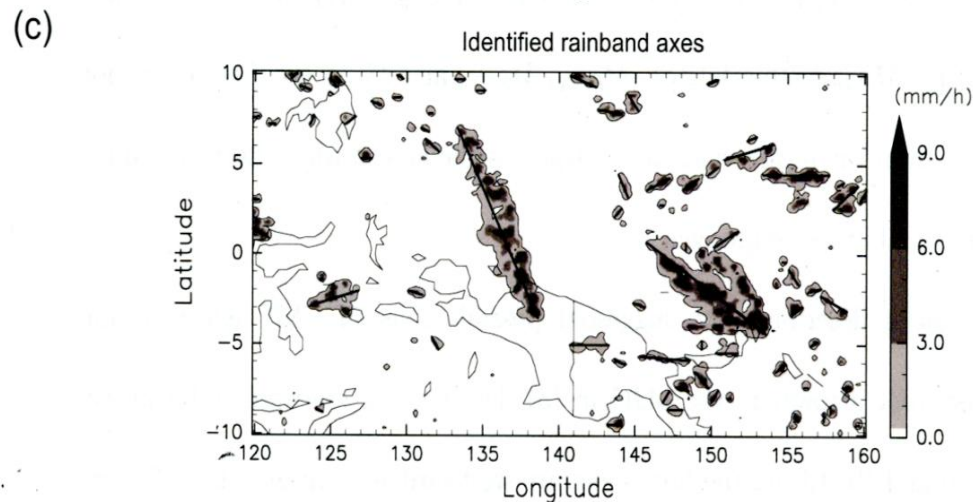 (c)
Identified rainband axes
(mm/h)
10
5
0
−5
−10
Latitude
120 125 130 135 140 145 150 155 160
Longitude
9.0
6.0
3.0
0.0